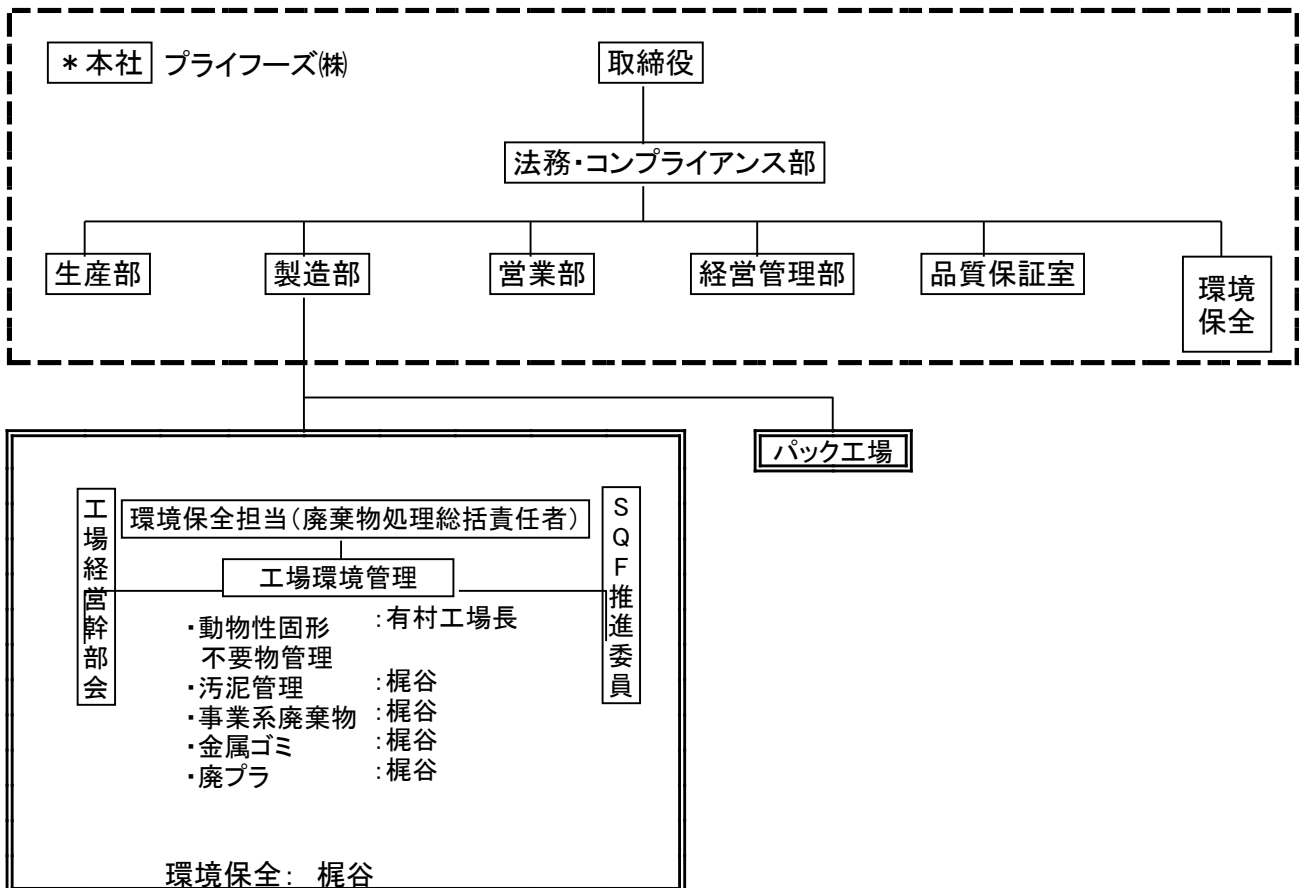 *本社 プライフーズ㈱
取締役
法務・コンプライアンス部
生産部 製造部 営業部 経営管理部 品質保証室 環境
保全
パック工場
工場経営幹部会
環境保全担当(廃棄物処理総括責任者)
SQF推進委員
工場環境管理
・動物性固形 :有村工場長
不要物管理
・汚泥管理 :梶谷
・事業系廃棄物 :梶谷
・金属ゴミ :梶谷
・廃プラ :梶谷
環境保全: 梶谷